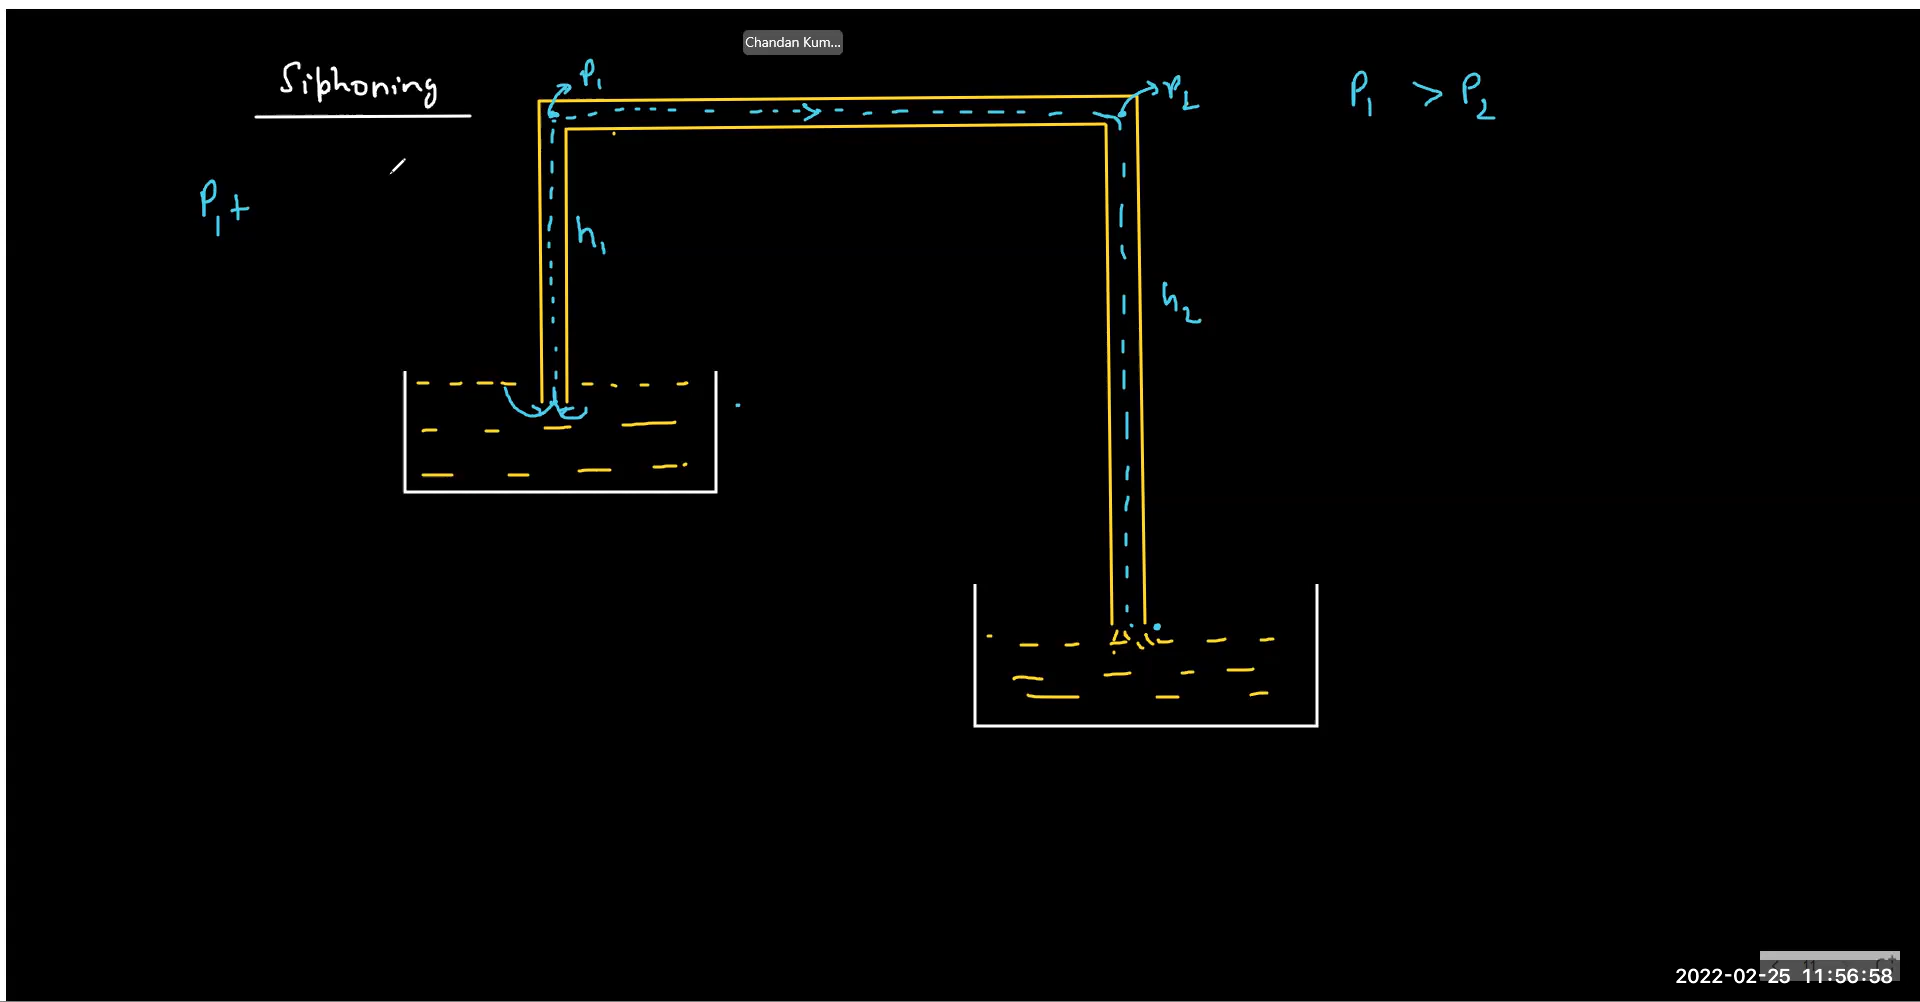 Chandan Kum...
Siphoning
P₁
P₂
P₁ > P₂
P₁ +
h₁
h₂
2022-02-25 11:56:58